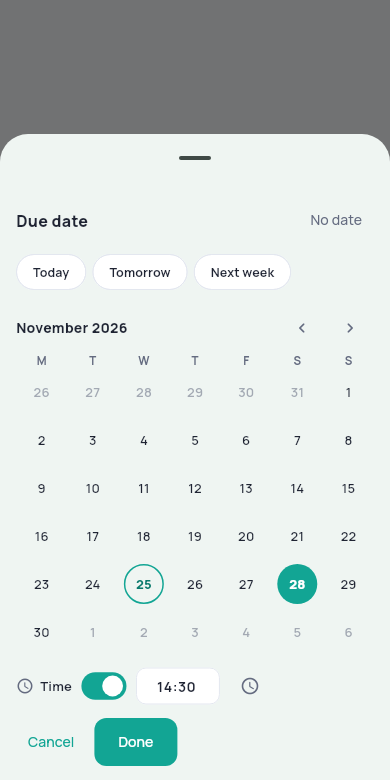 Due date No date
Today Tomorrow Next week
November 2026
M T W T F S S
26 27 28 29 30 31 1
2 3 4 5 6 7 8
9 10 11 12 13 14 15
16 17 18 19 20 21 22
23 24 25 26 27 28 29
30 1 2 3 4 5 6
Time 14:30
Cancel Done